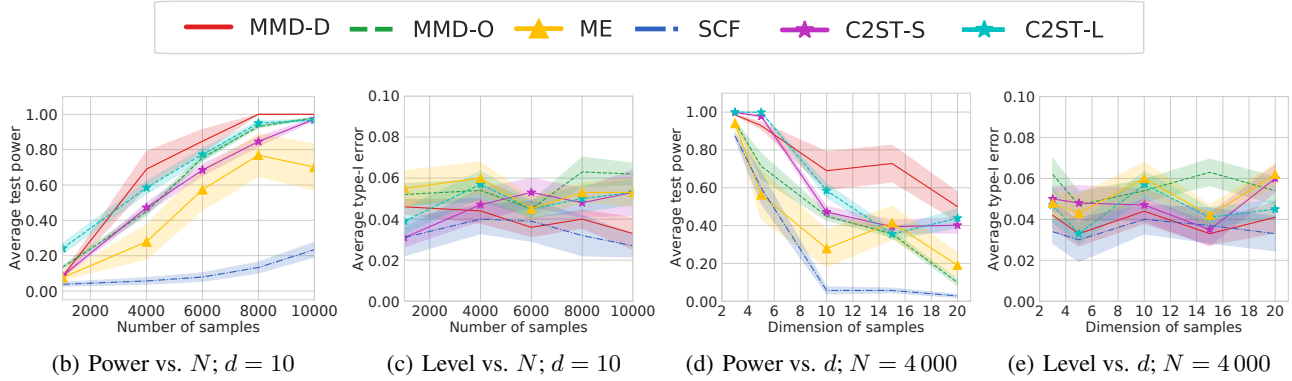 MMD-D MMD-O ME SCF C2ST-S C2ST-L
Average test power
1.00
0.80
0.60
0.40
0.20
0.00
2000 4000 6000 8000 10000
Number of samples
(b) Power vs. N; d = 10
Average type-I error
0.10
0.08
0.06
0.04
0.02
0.00
2000 4000 6000 8000 10000
Number of samples
(c) Level vs. N; d = 10
Average test power
1.00
0.80
0.60
0.40
0.20
0.00
2 4 6 8 10 12 14 16 18 20
Dimension of samples
(d) Power vs. d; N = 4 000
Average type-I error
0.10
0.08
0.06
0.04
0.02
0.00
2 4 6 8 10 12 14 16 18 20
Dimension of samples
(e) Level vs. d; N = 4 000